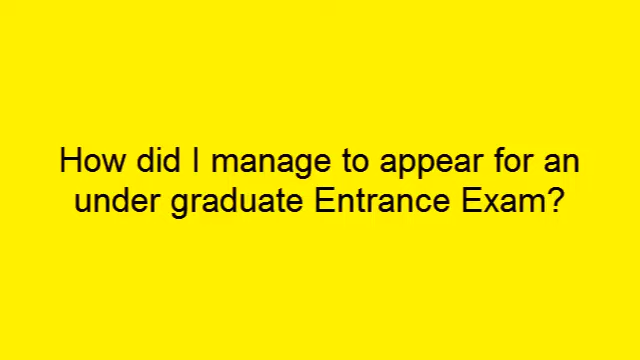 How did I manage to appear for an
under graduate Entrance Exam?